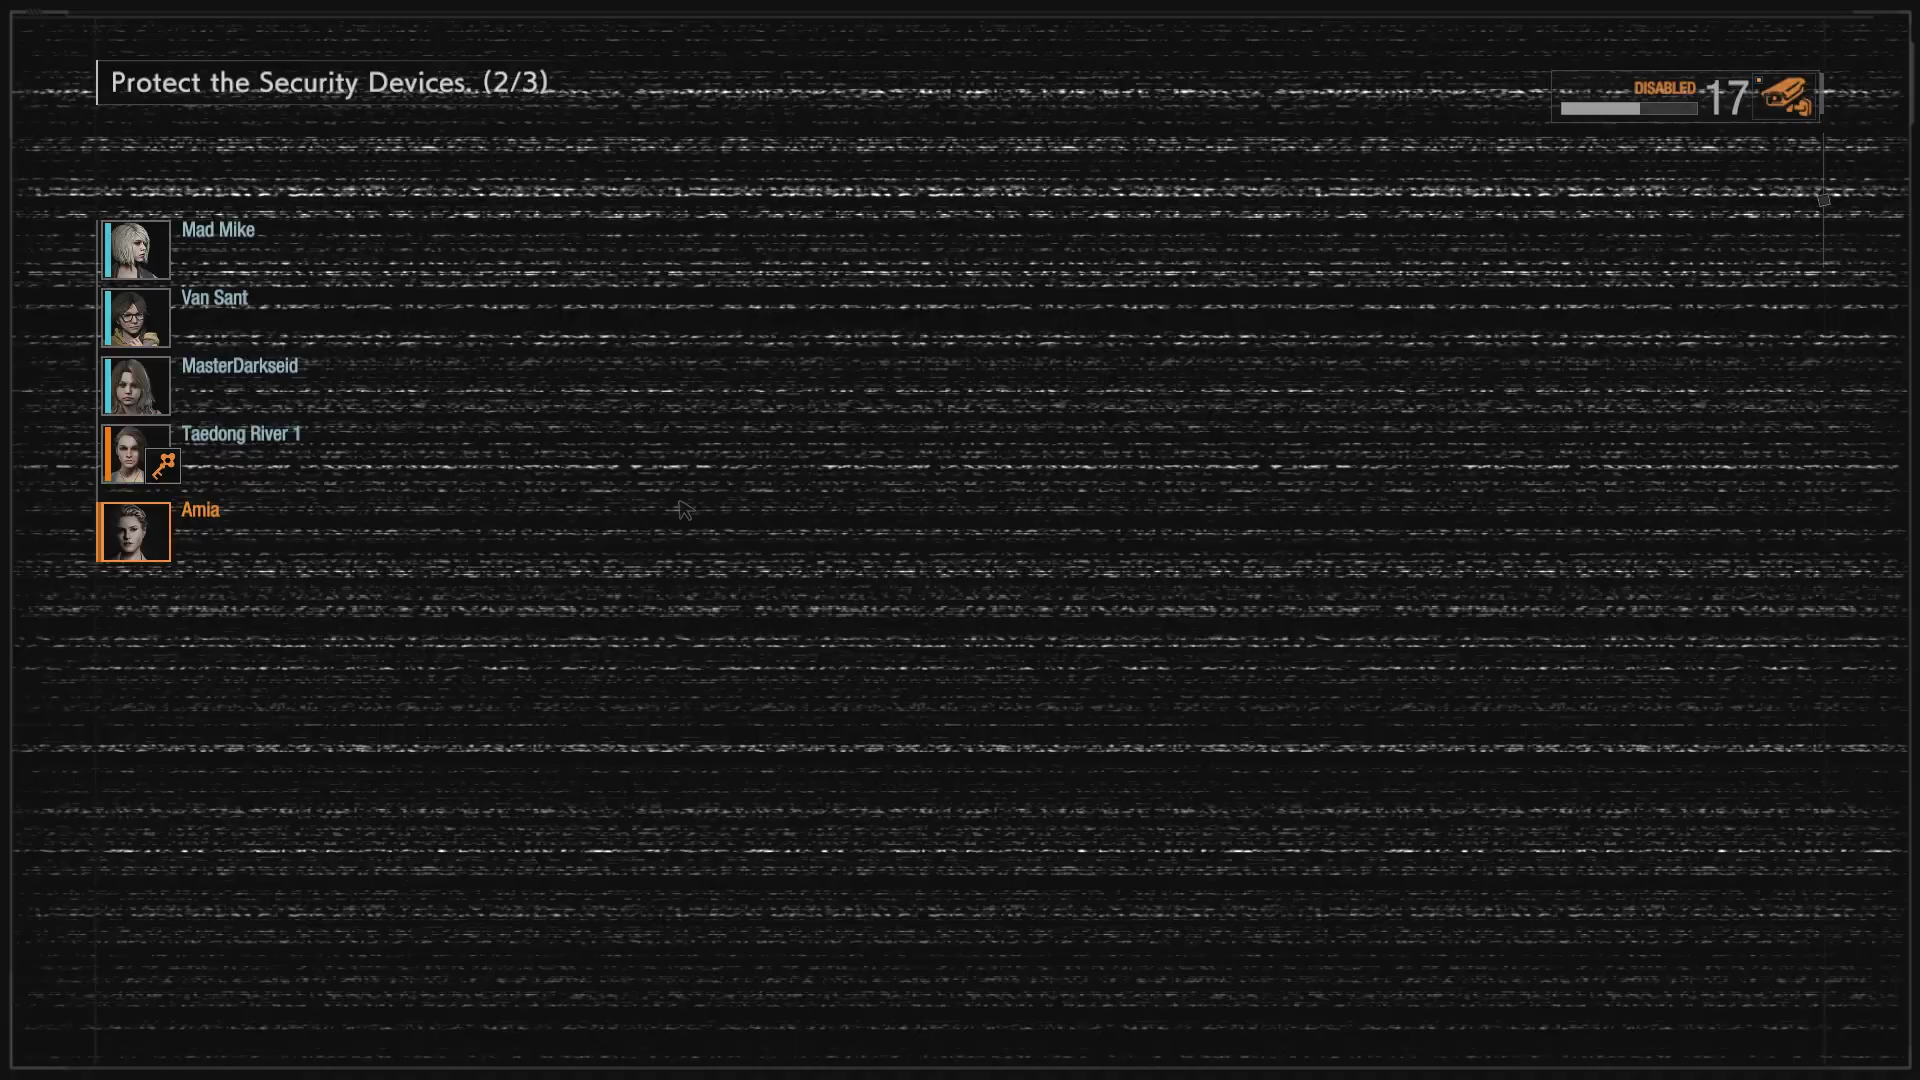 Protect the Security Devices. (2/3)
DISABLED
17
Mad Mike
Van Sant
MasterDarkseid
Taedong River 1
Amia